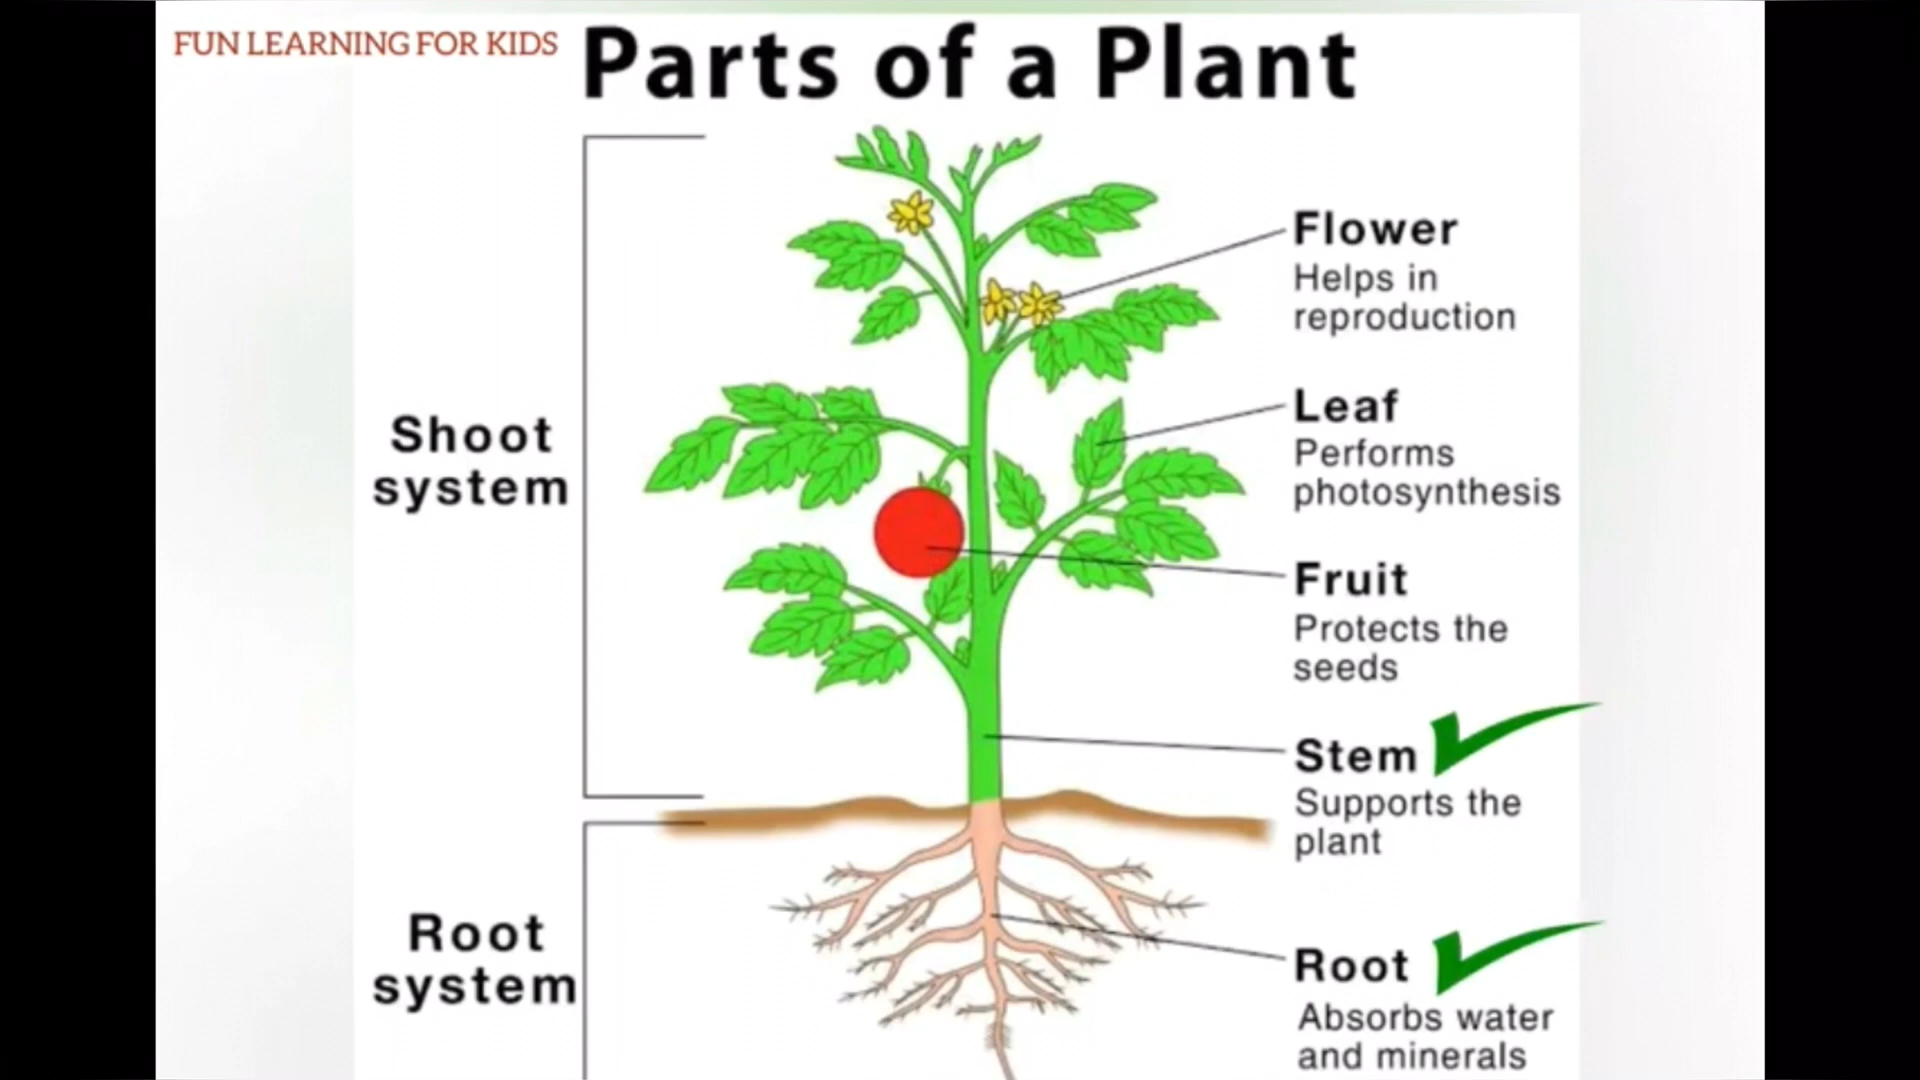 FUN LEARNING FOR KIDS
Parts of a Plant
Flower
Helps in
reproduction
Leaf
Performs
photosynthesis
Shoot
system
Fruit
Protects the
seeds
Stem
Supports the
plant
Root
system
Root
Absorbs water
and minerals